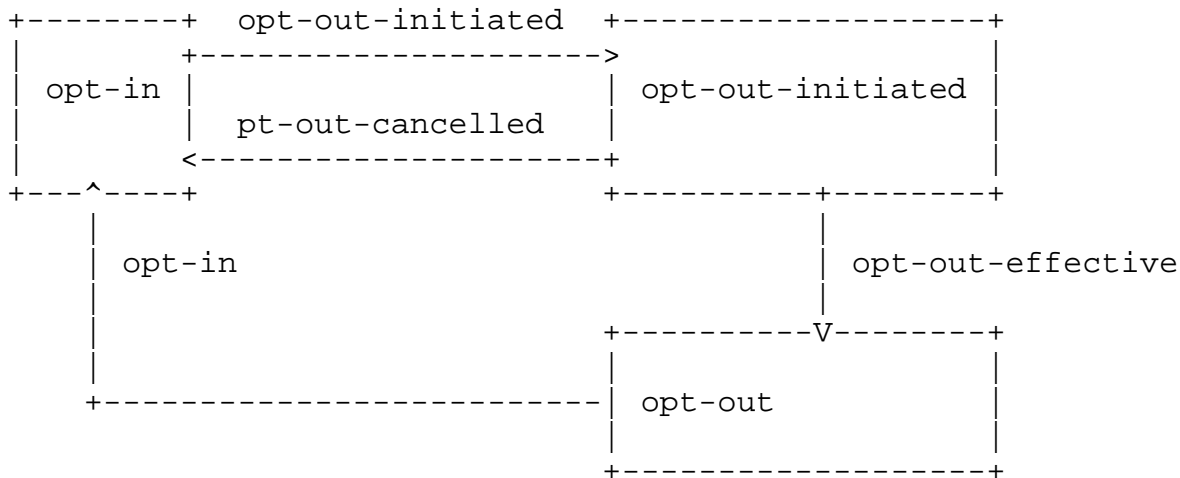 opt-out-initiated
opt-in opt-out-initiated
pt-out-cancelled
opt-in opt-out-effective
opt-out